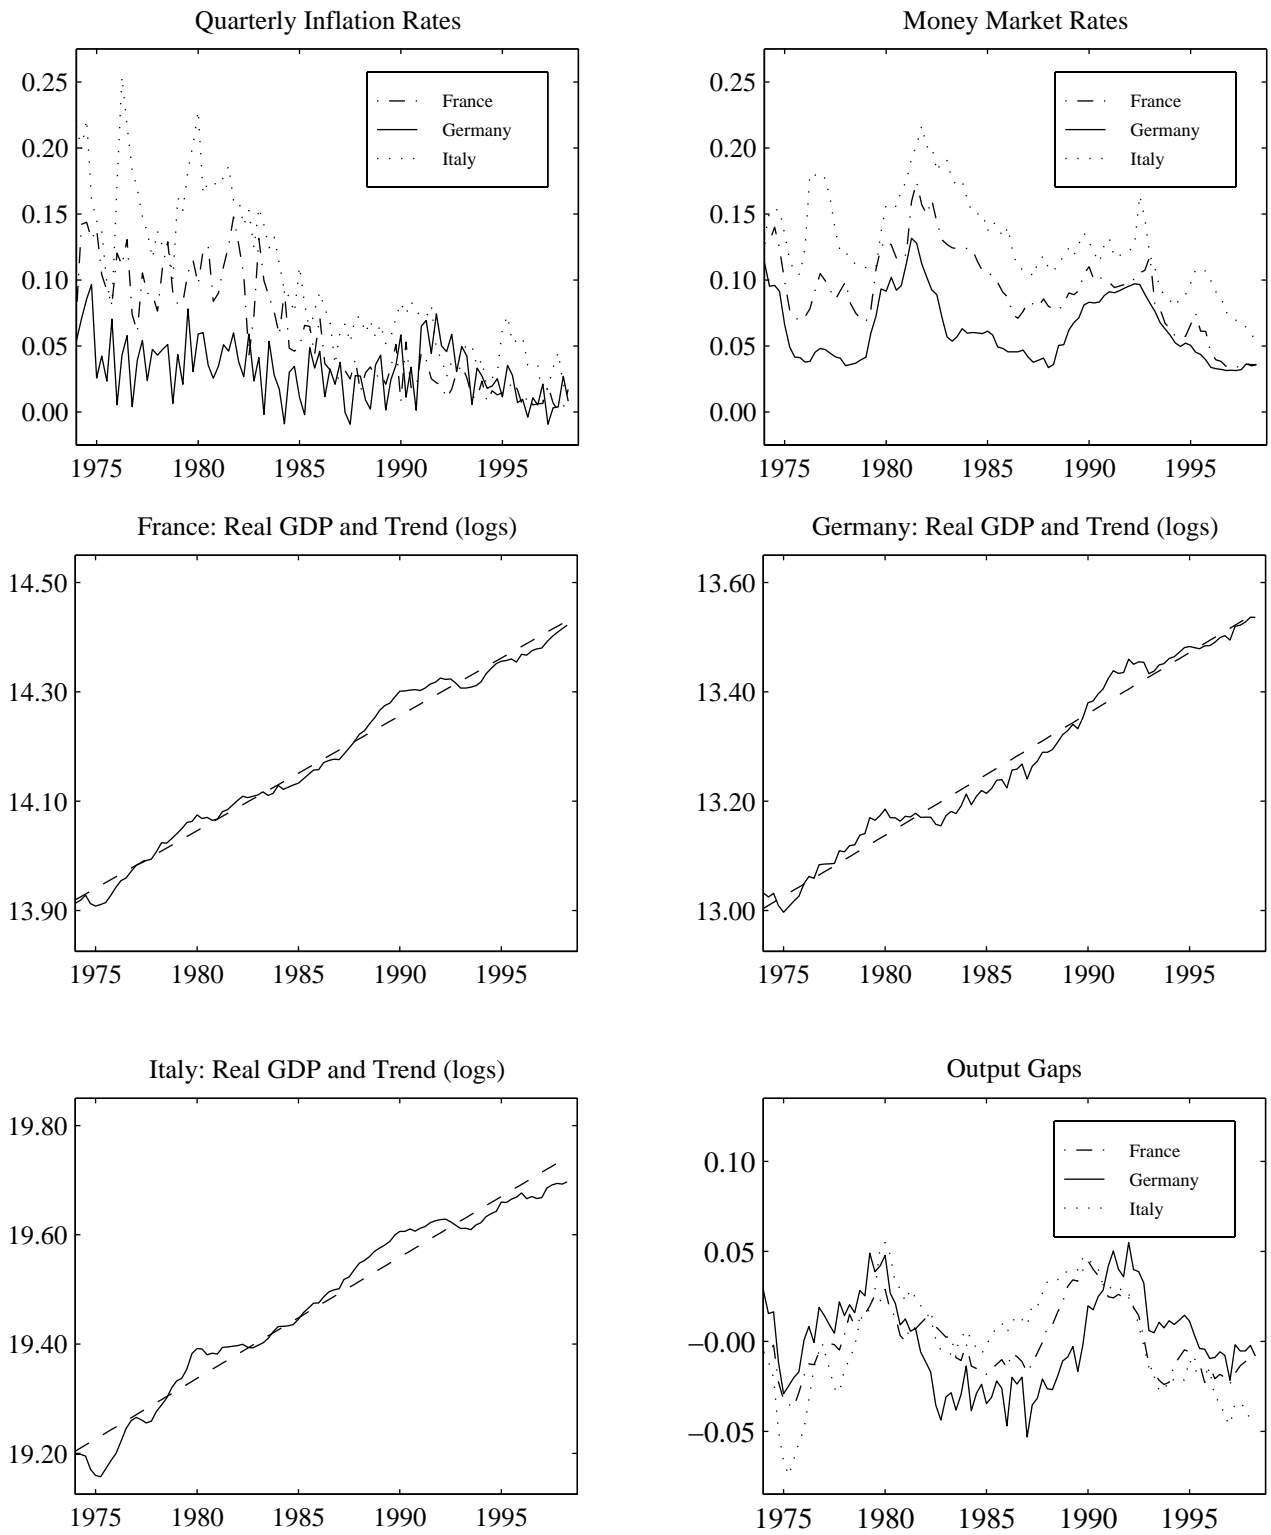 Quarterly Inflation Rates
0.25
0.20
0.15
0.10
0.05
0.00
France
Germany
Italy
1975 1980 1985 1990 1995
Money Market Rates
0.25
0.20
0.15
0.10
0.05
0.00
France
Germany
Italy
1975 1980 1985 1990 1995
France: Real GDP and Trend (logs)
14.50
14.30
14.10
13.90
1975 1980 1985 1990 1995
Germany: Real GDP and Trend (logs)
13.60
13.40
13.20
13.00
1975 1980 1985 1990 1995
Italy: Real GDP and Trend (logs)
19.80
19.60
19.40
19.20
1975 1980 1985 1990 1995
Output Gaps
0.10
0.05
−0.00
−0.05
France
Germany
Italy
1975 1980 1985 1990 1995